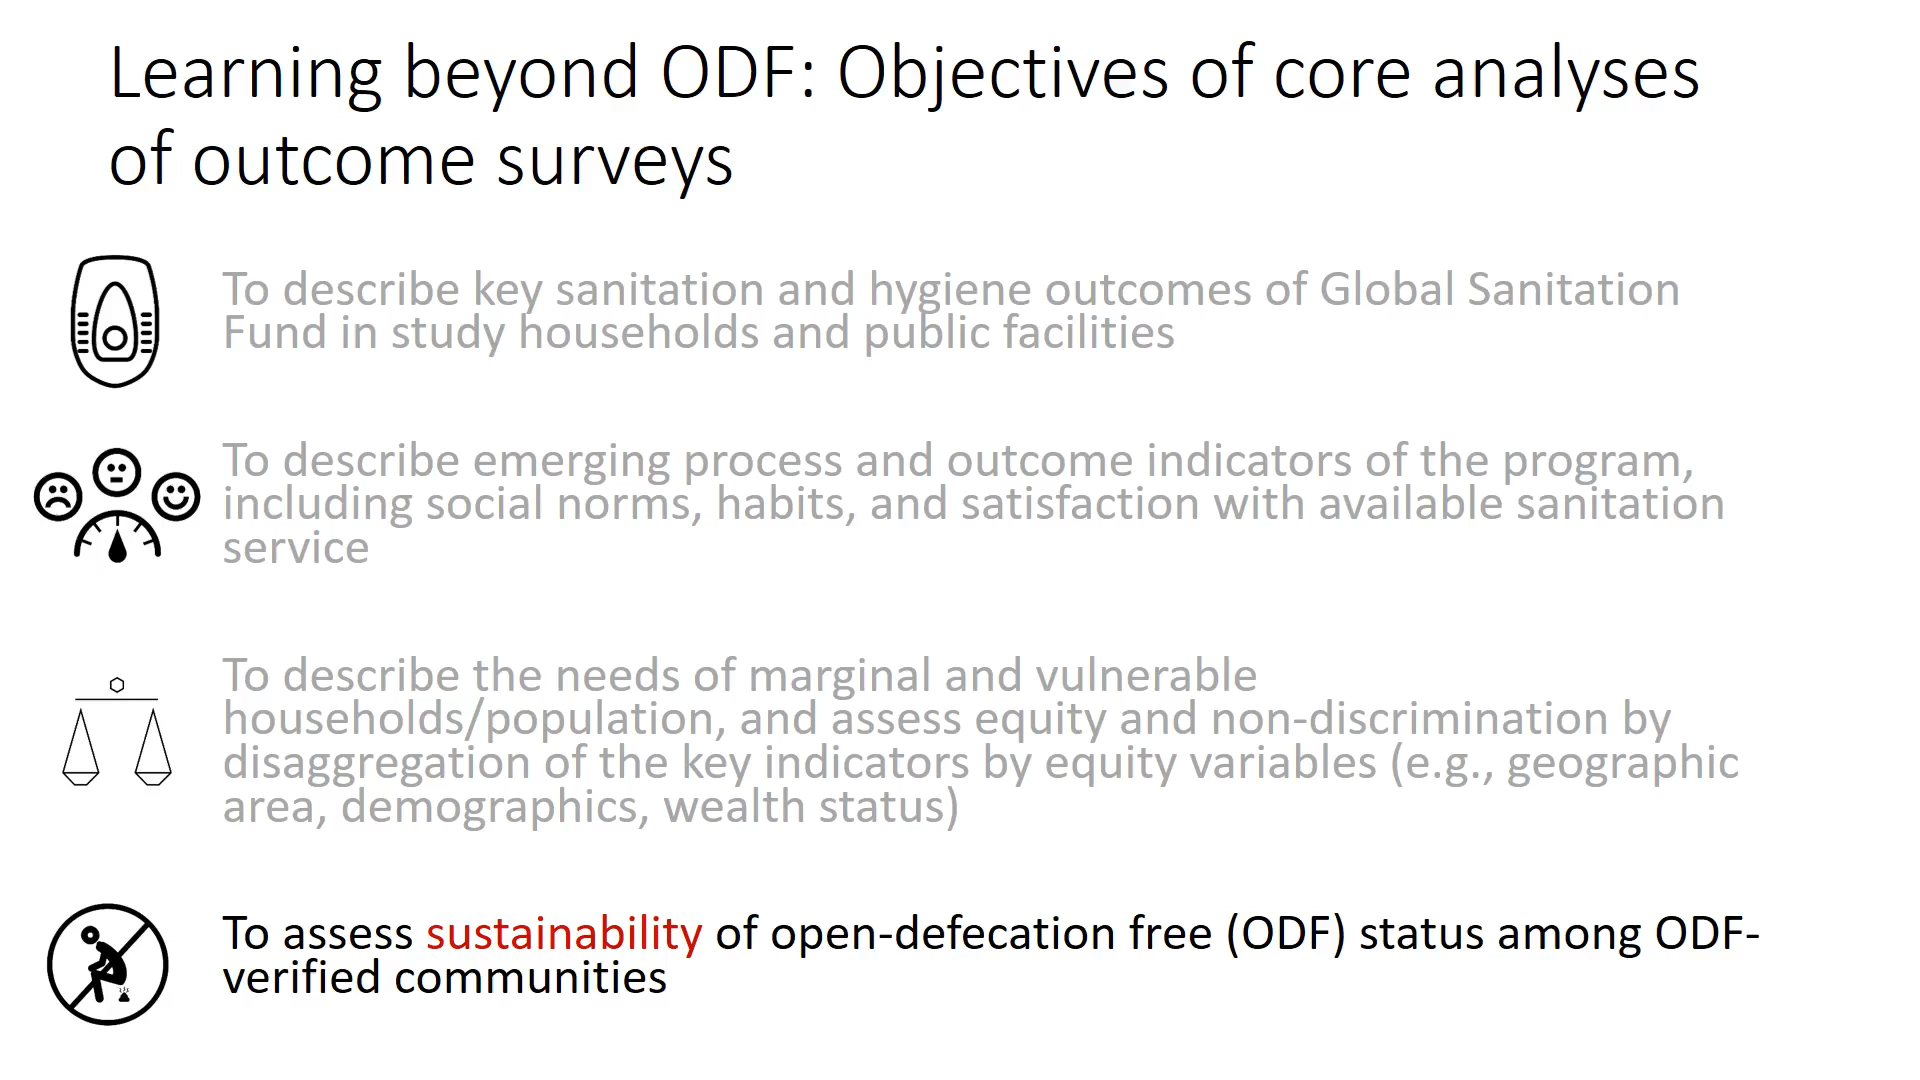 Learning beyond ODF: Objectives of core analyses
of outcome surveys
To describe key sanitation and hygiene outcomes of Global Sanitation
Fund in study households and public facilities
To describe emerging process and outcome indicators of the program,
including social norms, habits, and satisfaction with available sanitation
service
To describe the needs of marginal and vulnerable
households/population, and assess equity and non-discrimination by
disaggregation of the key indicators by equity variables (e.g., geographic
area, demographics, wealth status)
To assess sustainability of open-defecation free (ODF) status among ODF-
verified communities